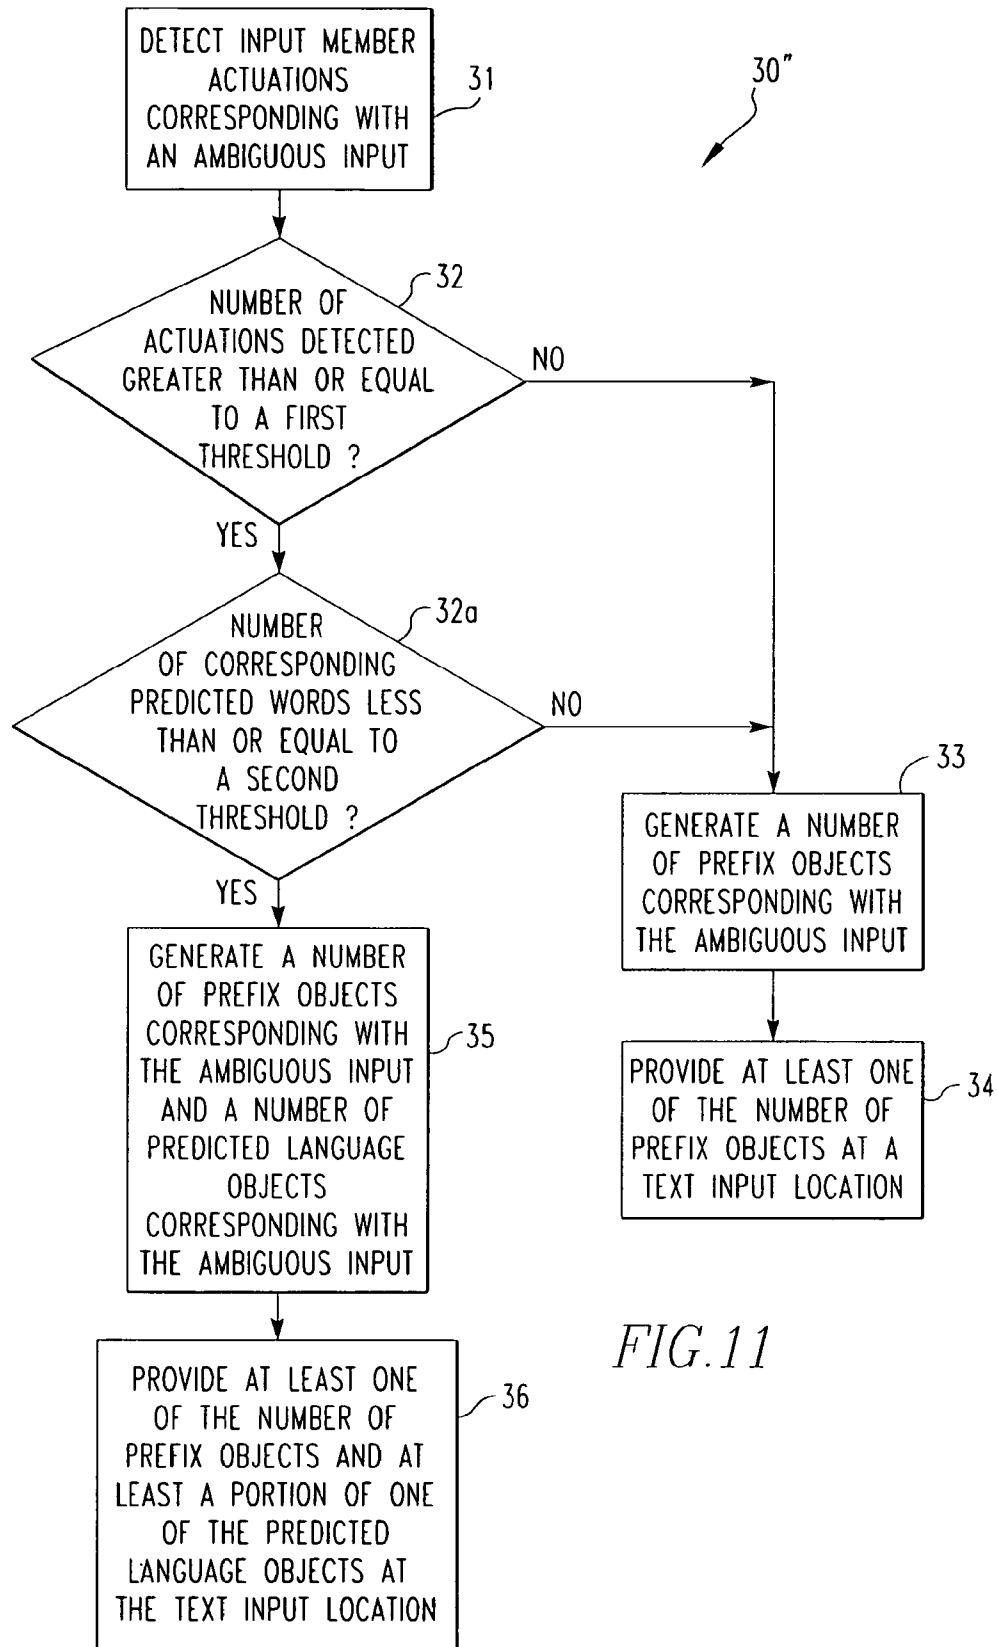 DETECT INPUT MEMBER
ACTUATIONS
CORRESPONDING WITH
AN AMBIGUOUS INPUT
31
30"
32
NUMBER OF
ACTUATIONS DETECTED
GREATER THAN OR EQUAL
TO A FIRST
THRESHOLD ?
NO
YES
32a
NUMBER
OF CORRESPONDING
PREDICTED WORDS LESS
THAN OR EQUAL TO
A SECOND
THRESHOLD ?
NO
YES
33
GENERATE A NUMBER
OF PREFIX OBJECTS
CORRESPONDING WITH
THE AMBIGUOUS INPUT
GENERATE A NUMBER
OF PREFIX OBJECTS
CORRESPONDING WITH
THE AMBIGUOUS INPUT
AND A NUMBER OF
PREDICTED LANGUAGE
OBJECTS
CORRESPONDING WITH
THE AMBIGUOUS INPUT
35
PROVIDE AT LEAST ONE
OF THE NUMBER OF
PREFIX OBJECTS AT A
TEXT INPUT LOCATION
34
PROVIDE AT LEAST ONE
OF THE NUMBER OF
PREFIX OBJECTS AND AT
LEAST A PORTION OF ONE
OF THE PREDICTED
LANGUAGE OBJECTS AT
THE TEXT INPUT LOCATION
36
FIG.11